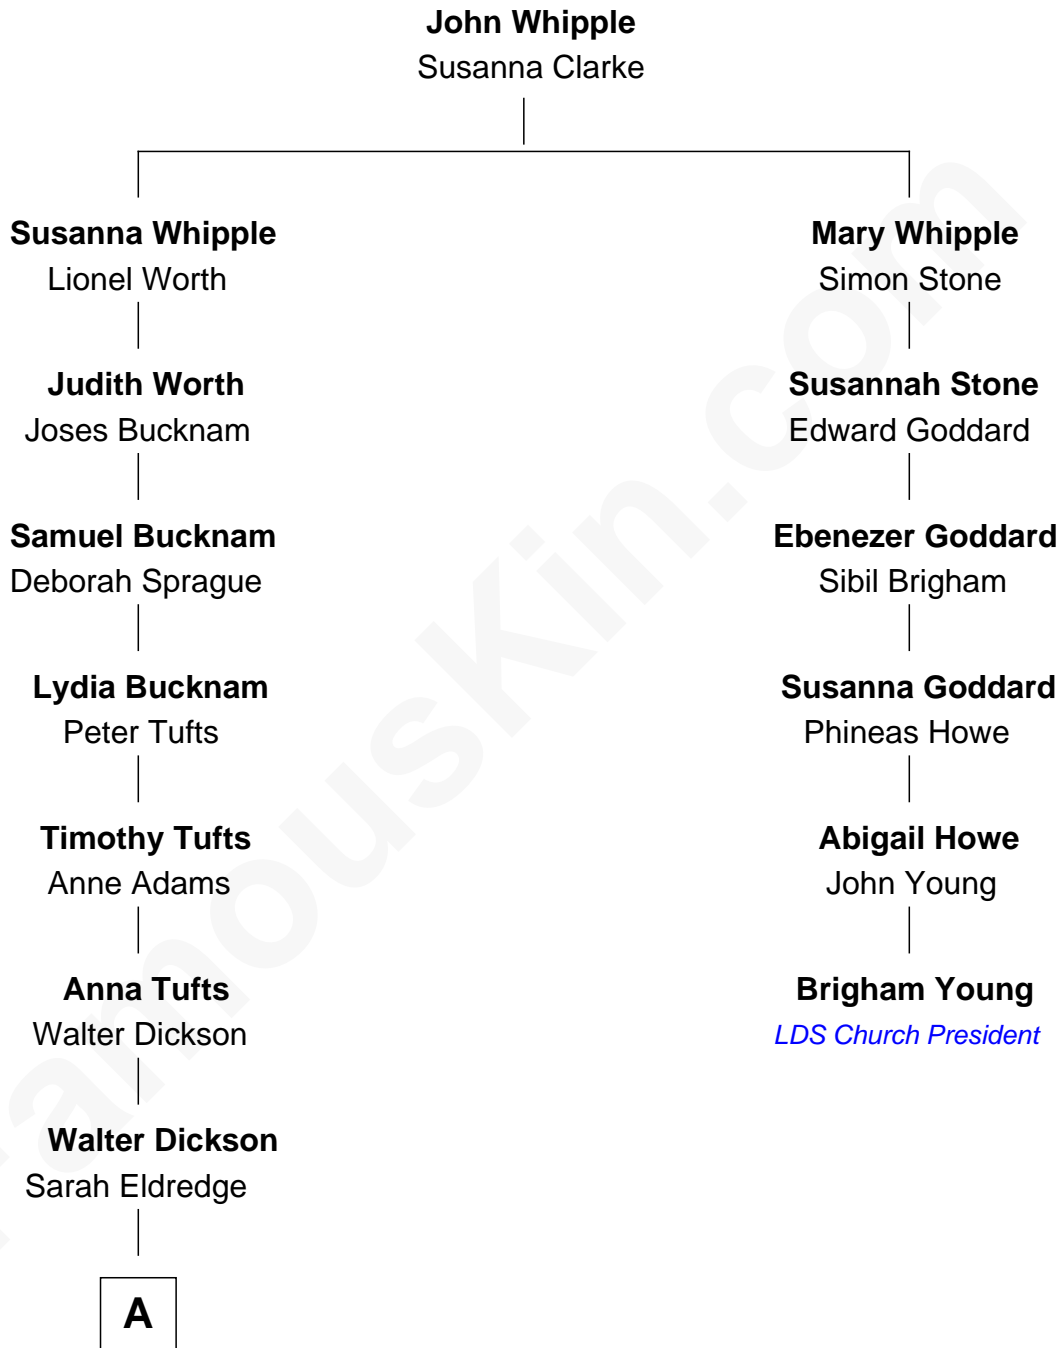 John Whipple
Susanna Clarke
Susanna Whipple
Lionel Worth
Judith Worth
Joses Bucknam
Samuel Bucknam
Deborah Sprague
Lydia Bucknam
Peter Tufts
Timothy Tufts
Anne Adams
Anna Tufts
Walter Dickson
Walter Dickson
Sarah Eldredge
A
Mary Whipple
Simon Stone
Susannah Stone
Edward Goddard
Ebenezer Goddard
Sibil Brigham
Susanna Goddard
Phineas Howe
Abigail Howe
John Young
Brigham Young
LDS Church President
FamousKin.com